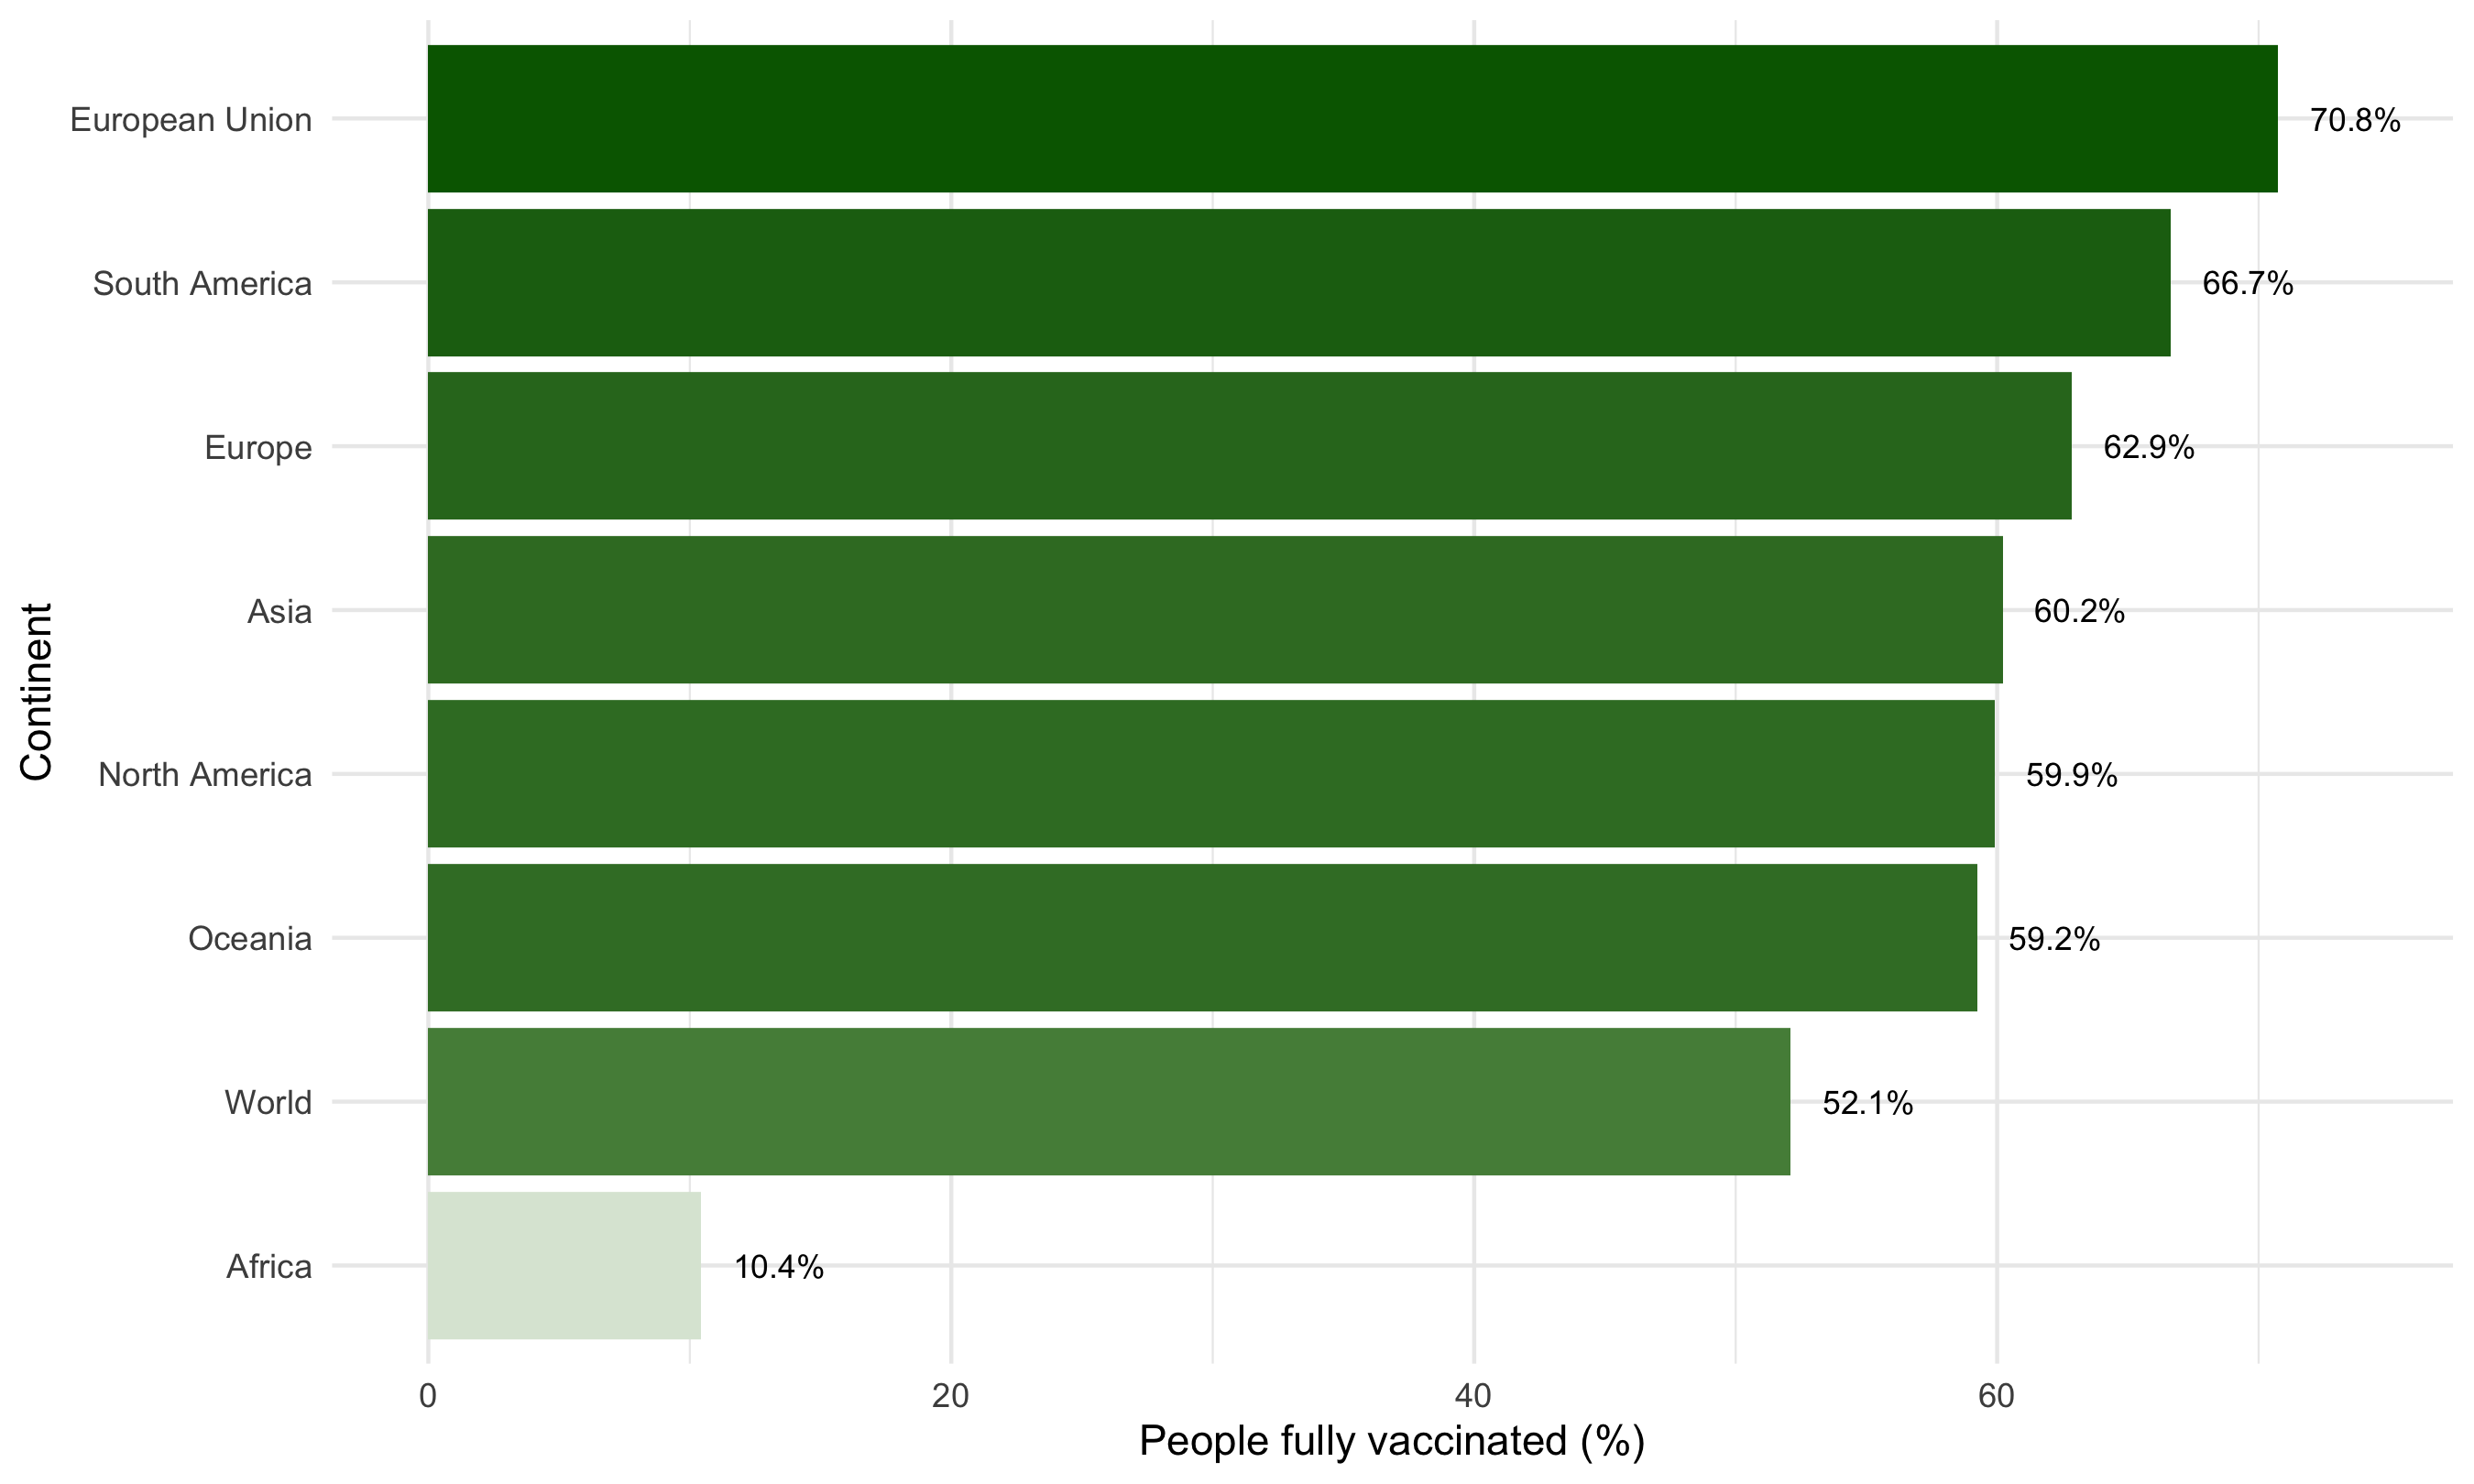 European Union 70.8%
South America 66.7%
Europe 62.9%
Asia 60.2%
North America 59.9%
Oceania 59.2%
World 52.1%
Africa 10.4%
Continent
0 20 40 60
People fully vaccinated (%)